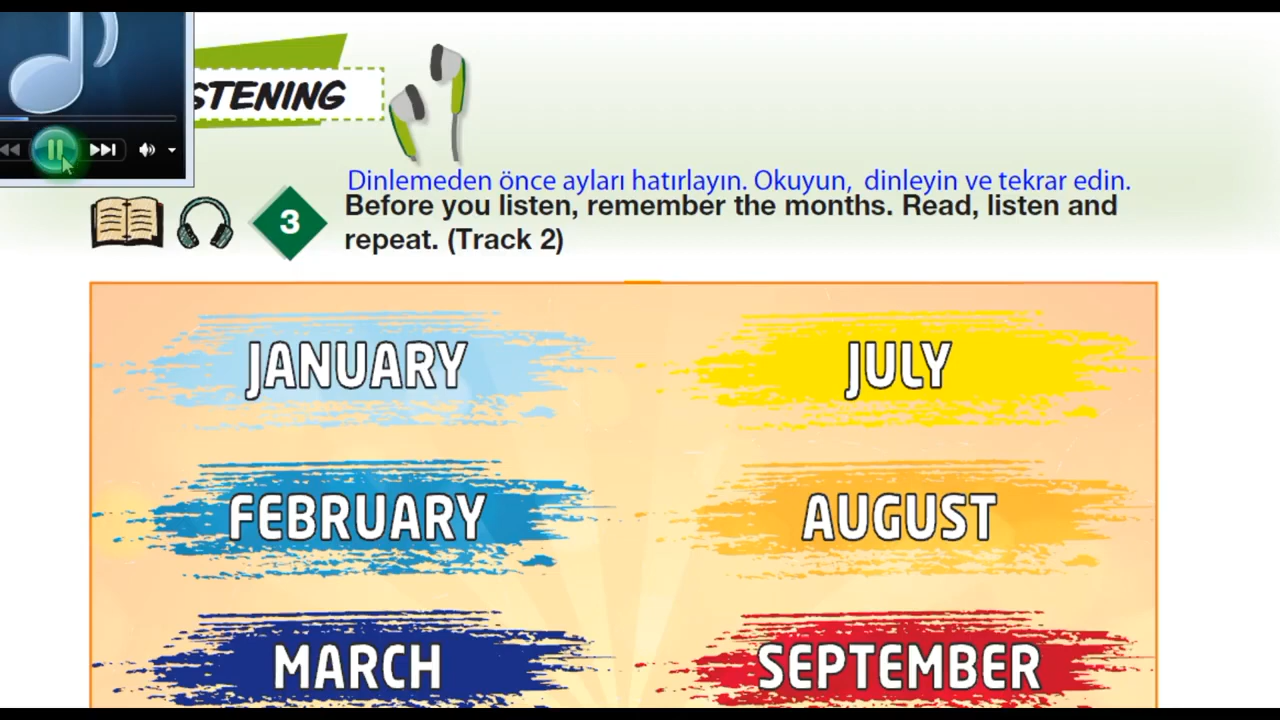 STENING
Dinlemeden önce ayları hatırlayın. Okuyun, dinleyin ve tekrar edin.
3
Before you listen, remember the months. Read, listen and
repeat. (Track 2)
JANUARY
JULY
FEBRUARY
AUGUST
MARCH
SEPTEMBER